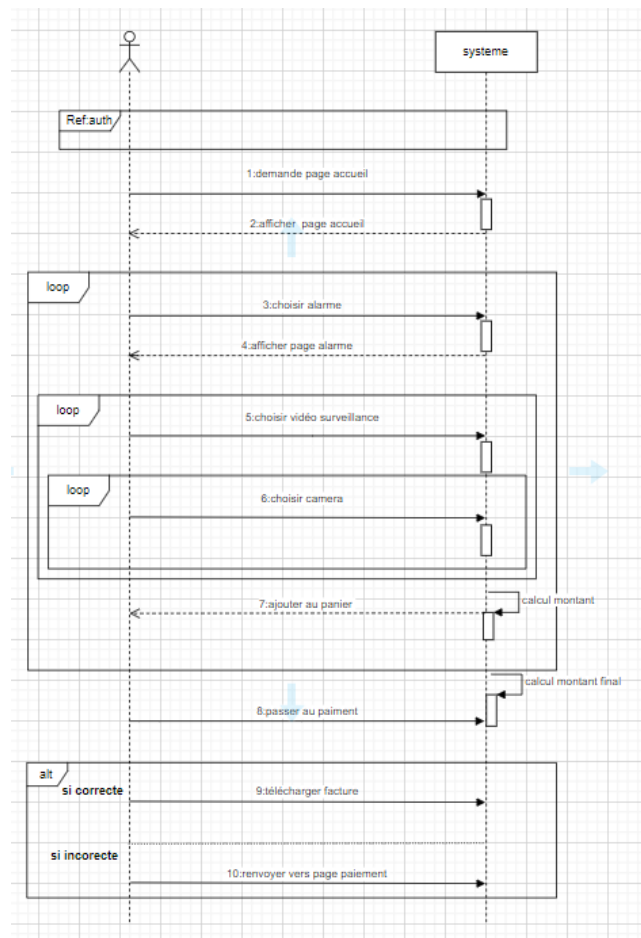 systeme
Ref:auth
1:demande page accueil
2:afficher page accueil
loop
3:choisir alarme
4:afficher page alarme
loop
5:choisir vidéo surveillance
loop
6:choisir camera
calcul montant
7:ajouter au panier
calcul montant final
8:passer au paiment
alt
si correcte
9:télécharger facture
si incorecte
10:renvoyer vers page paiement